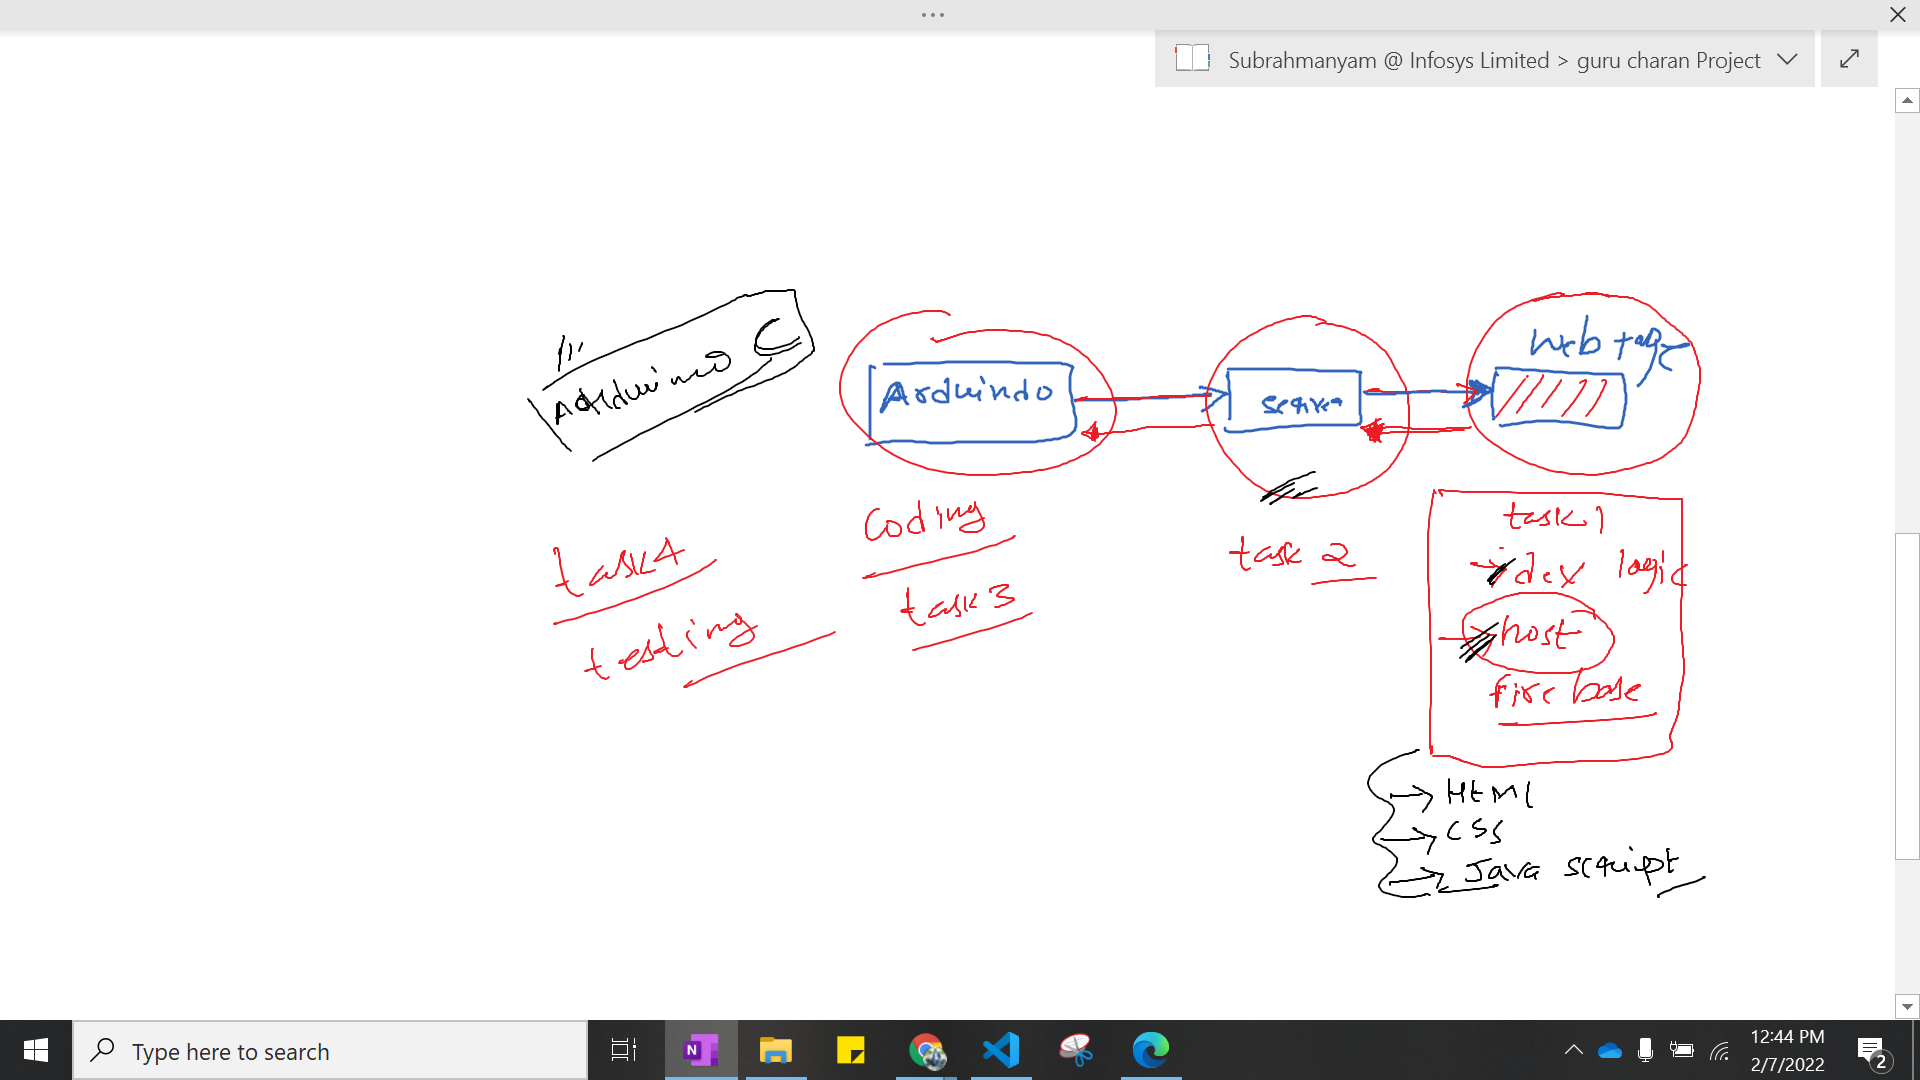 Subrahmanyam @ Infosys Limited > guru charan Project
Arduino C
Arduindo
server
Web page
coding
task 3
task4
testing
task 2
task 1
dev logic
host
fire base
HTML
CSS
Java script
Type here to search
12:44 PM
2/7/2022
2